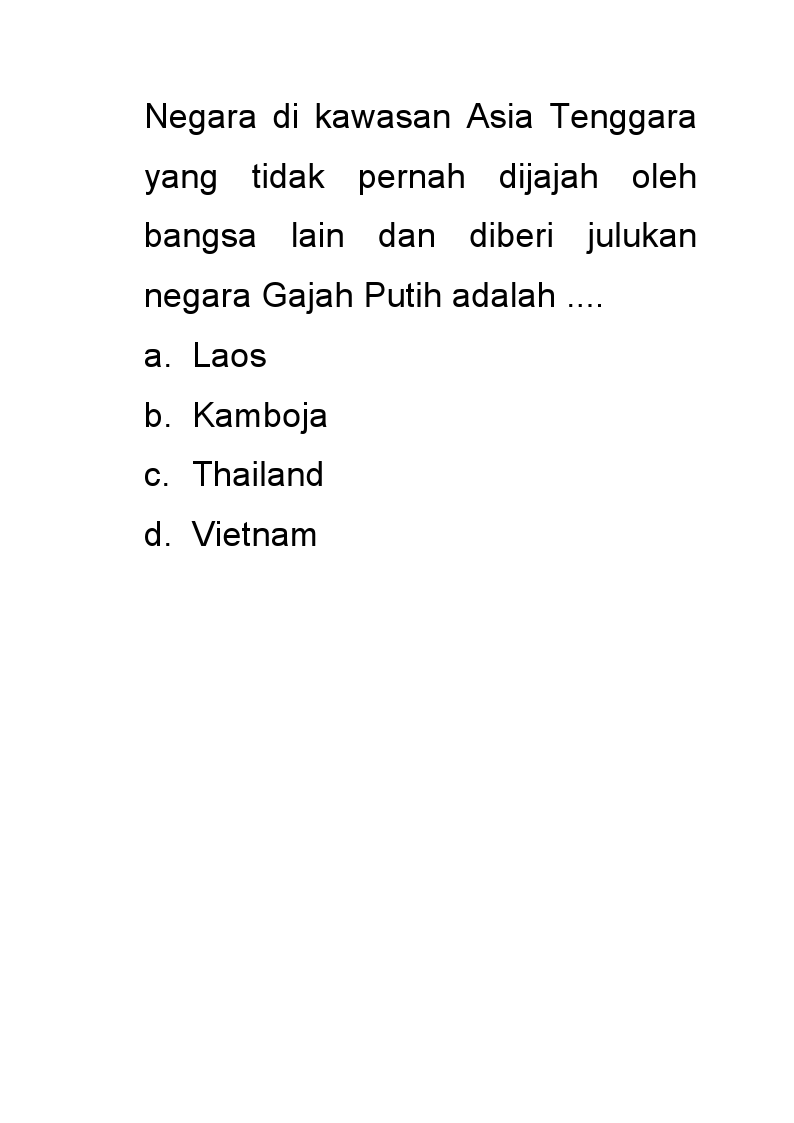 Negara di kawasan Asia Tenggara
yang tidak pernah dijajah oleh
bangsa lain dan diberi julukan
negara Gajah Putih adalah ....
a. Laos
b. Kamboja
c. Thailand
d. Vietnam